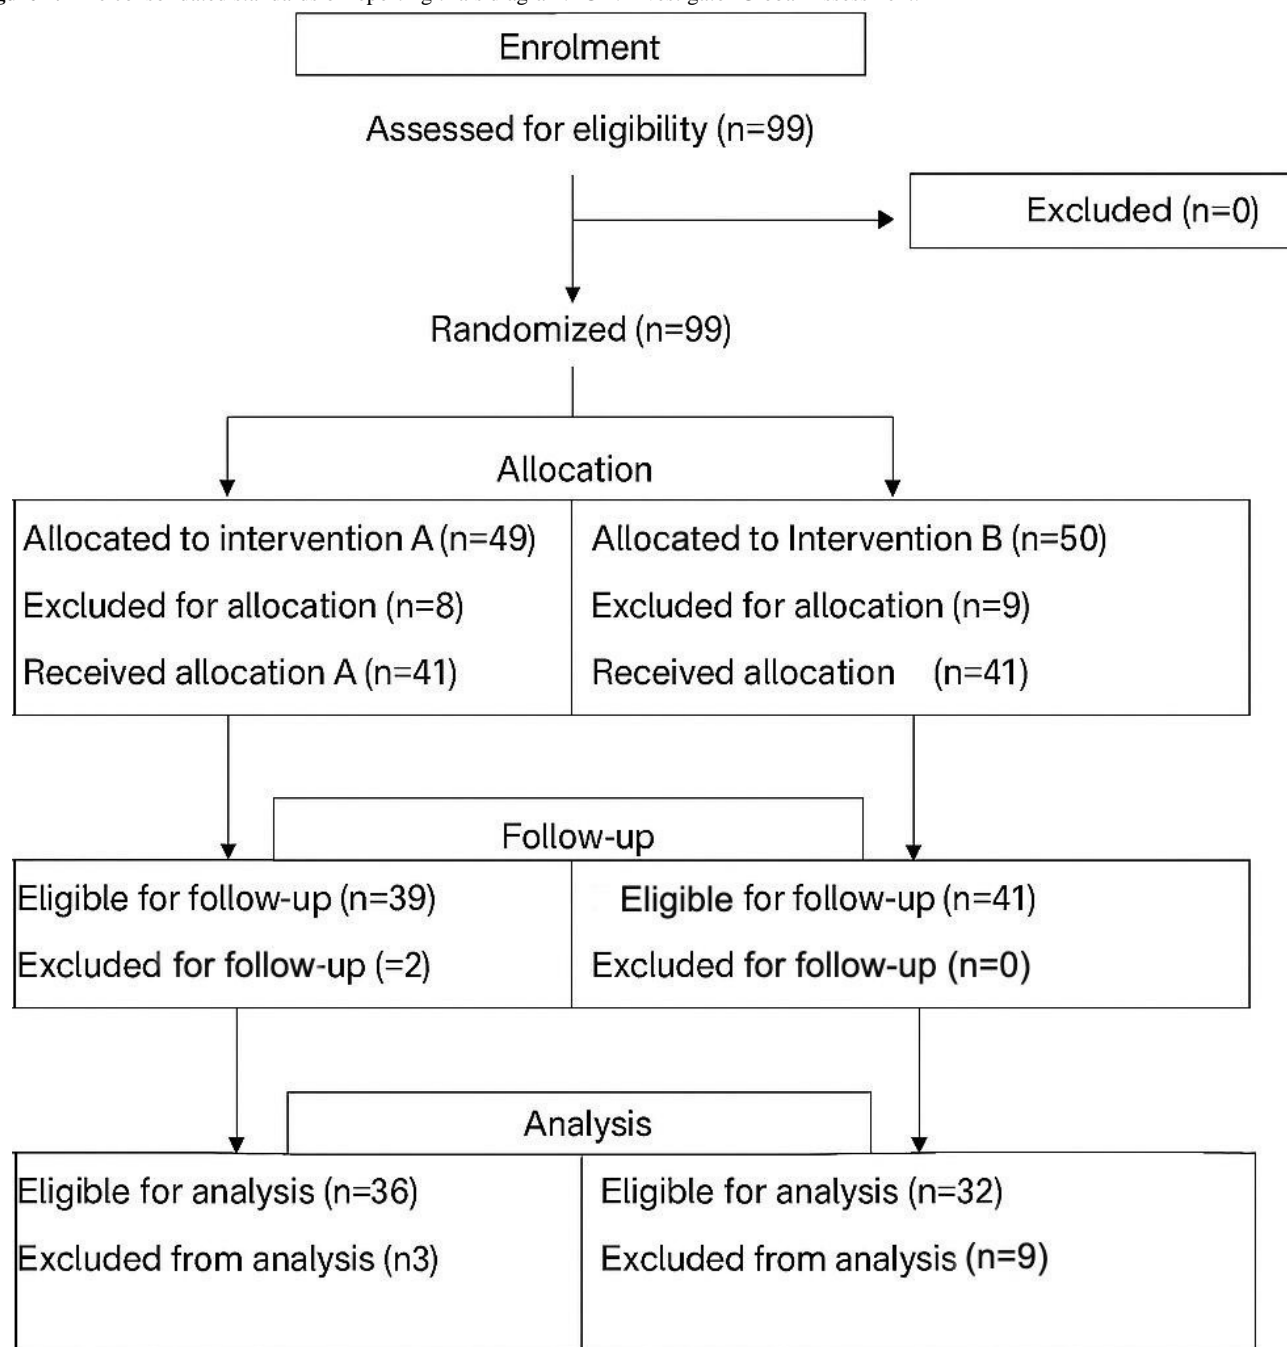 Enrolment
Assessed for eligibility (n=99)
Excluded (n=0)
Randomized (n=99)
Allocation
Allocated to intervention A (n=49)
Excluded for allocation (n=8)
Received allocation A (n=41)
Allocated to Intervention B (n=50)
Excluded for allocation (n=9)
Received allocation (n=41)
Follow-up
Eligible for follow-up (n=39)
Excluded for follow-up (=2)
Eligible for follow-up (n=41)
Excluded for follow-up (n=0)
Analysis
Eligible for analysis (n=36)
Excluded from analysis (n3)
Eligible for analysis (n=32)
Excluded from analysis (n=9)